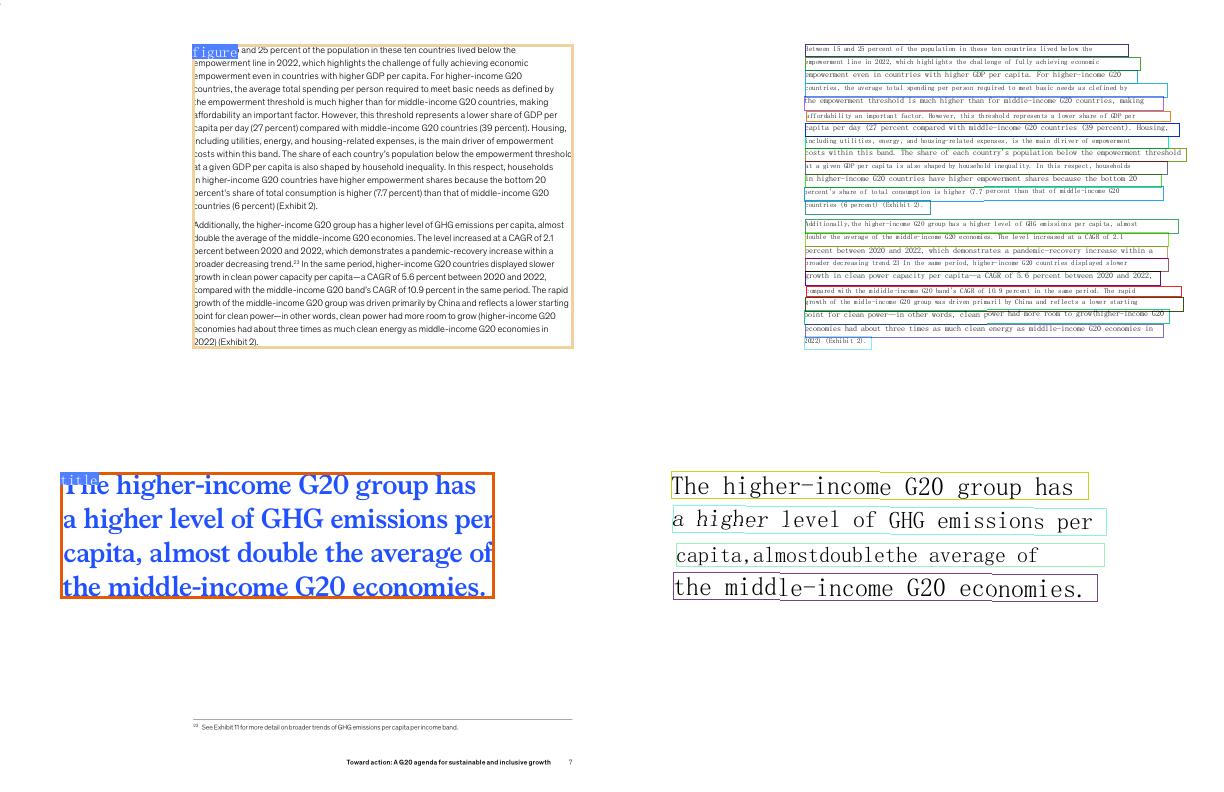 figure
and 25 percent of the population in these ten countries lived below the
empowerment line in 2022, which highlights the challenge of fully achieving economic
empowerment even in countries with higher GDP per capita. For higher-income G20
countries, the average total spending per person required to meet basic needs as defined by
the empowerment threshold is much higher than for middle-income G20 countries, making
affordability an important factor. However, this threshold represents a lower share of GDP per
capita per day (27 percent) compared with middle-income G20 countries (39 percent). Housing,
including utilities, energy, and housing-related expenses, is the main driver of empowerment
costs within this band. The share of each country's population below the empowerment threshold
at a given GDP per capita is also shaped by household inequality. In this respect, households
in higher-income G20 countries have higher empowerment shares because the bottom 20
percent's share of total consumption is higher (7.7 percent) than that of middle-income G20
countries (6 percent) (Exhibit 2).
Additionally, the higher-income G20 group has a higher level of GHG emissions per capita, almost
double the average of the middle-income G20 economies. The level increased at a CAGR of 2.1
percent between 2020 and 2022, which demonstrates a pandemic-recovery increase within a
broader decreasing trend.23 In the same period, higher-income G20 countries displayed slower
growth in clean power capacity per capita—a CAGR of 5.6 percent between 2020 and 2022,
compared with the middle-income G20 band's CAGR of 10.9 percent in the same period. The rapid
growth of the middle-income G20 group was driven primarily by China and reflects a lower starting
point for clean power—in other words, clean power had more room to grow (higher-income G20
economies had about three times as much clean energy as middle-income G20 economies in
2022) (Exhibit 2).
title
The higher-income G20 group has
a higher level of GHG emissions per
capita, almost double the average of
the middle-income G20 economies.
23 See Exhibit 11 for more detail on broader trends of GHG emissions per capita per income band.
Toward action: A G20 agenda for sustainable and inclusive growth 7
Between 15 and 25 percent of the population in these ten countries lived below the
empowerment line in 2022, which highlights the challenge of fully achieving economic
empowerment even in countries with higher GDP per capita. For higher-income G20
countries, the average total spending per person required to meet basic needs as clefined by
the empowerment threshold is much higher than for middle-income G20 countries, making
affordability an important factor. However, this threshold represents a lower share of GDP per
capita per day (27 percent compared with middle-income G20 countries (39 percent). Housing,
including utilities, energy, and housing-related expenses, is the main dlriver of empowerment
costs within this band. The share of each country's population below the empowerment threshold
at a given GDP per capita is also shaped by household inequality. In this respect, households
in higher-income G20 countries have higher empowerment shares because the bottom 20
percent's share of total consumption is higher (7.7 percent than that of middle-income G20
countries (6 percent) (Exhibit 2).
Additionally,the higher-income G20 group has a higher level of GHG emissions per capita, almost
double the average of the middle-income G20 economies. The level increased at a CAGR of 2.1
percent between 2020 and 2022, which demonstrates a pandemic-recovery increase within a
broader decreasing trend.23 In the same period, higher-income G20 countries displayed slower
growth in clean power capacity per capita—a CAGR of 5.6 percent between 2020 and 2022,
compared with the middle-income G20 band's CAGR of 10.9 percent in the same period. The rapid
growth of the middle-income G20 group was driven primaril by China and reflects a lower starting
point for clean power—in other words, clean power had more room to grow(higher-income G20
economies had about three times as much clean energy as middlle-income G20 economies in
2022) (Exhibit 2).
The higher-income G20 group has
a higher level of GHG emissions per
capita,almostdoublethe average of
the middle-income G20 economies.